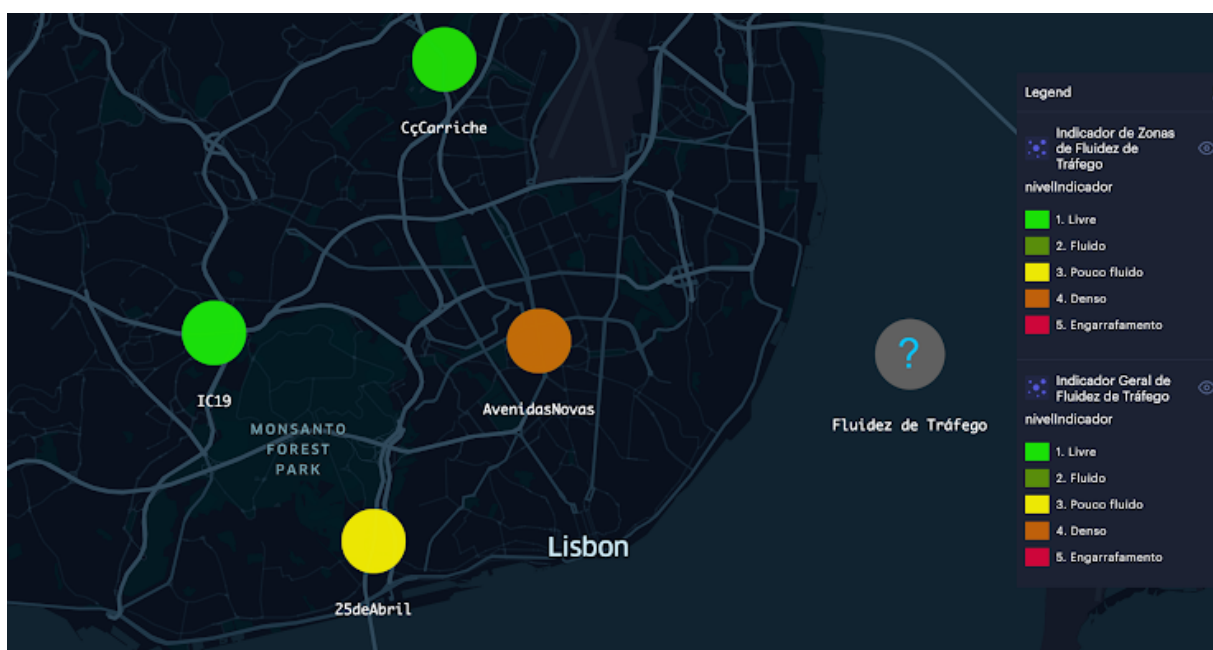 CçCarriche
IC19
MONSANTO
FOREST
PARK
AvenidasNovas
25deAbril
Lisbon
?
Fluidez de Tráfego
Legend
Indicador de Zonas
de Fluidez de
Tráfego
nivelIndicador
1. Livre
2. Fluido
3. Pouco fluido
4. Denso
5. Engarrafamento
Indicador Geral de
Fluidez de Tráfego
nivelIndicador
1. Livre
2. Fluido
3. Pouco fluido
4. Denso
5. Engarrafamento